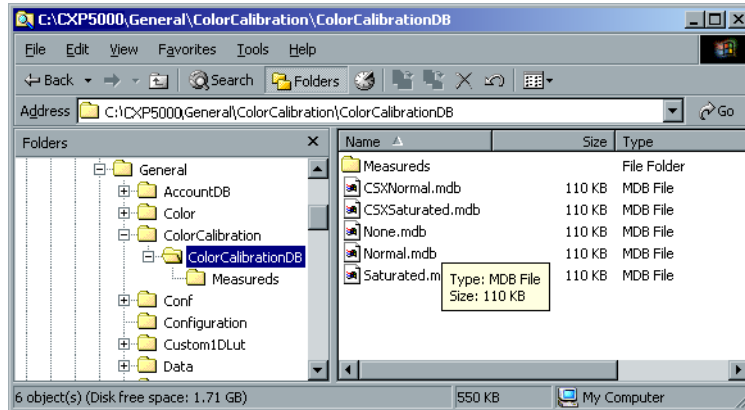 C:\CXP5000\General\ColorCalibration\ColorCalibrationDB
File Edit View Favorites Tools Help
Back Search Folders
Address C:\CXP5000\General\ColorCalibration\ColorCalibrationDB Go
Folders
General
AccountDB
Color
ColorCalibration
ColorCalibrationDB
Measureds
Conf
Configuration
Custom1DLut
Data
Name Size Type
Measureds File Folder
CSXNormal.mdb 110 KB MDB File
CSXSaturated.mdb 110 KB MDB File
None.mdb 110 KB MDB File
Normal.mdb 110 KB MDB File
Saturated.m 110 KB MDB File
Type: MDB File
Size: 110 KB
6 object(s) (Disk free space: 1.71 GB) 550 KB My Computer